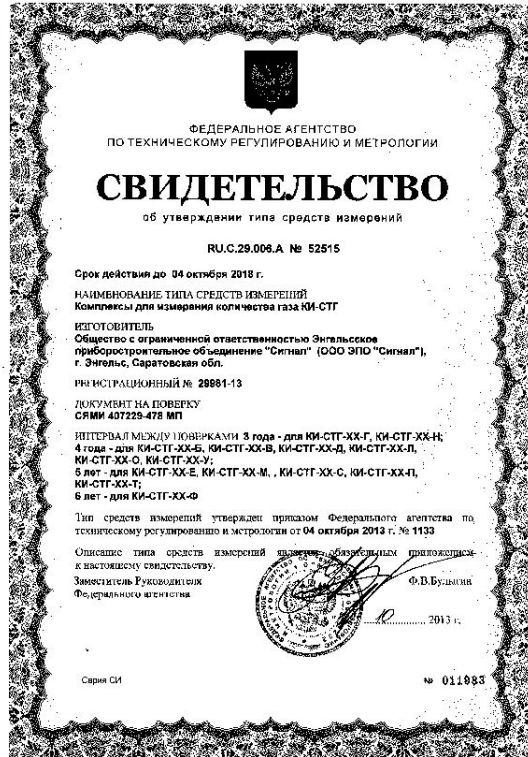 ФЕДЕРАЛЬНОЕ АГЕНТСТВО
ПО ТЕХНИЧЕСКОМУ РЕГУЛИРОВАНИЮ И МЕТРОЛОГИИ
СВИДЕТЕЛЬСТВО
об утверждении типа средств измерений
RU.C.29.006.A № 52515
Срок действия до 04 октября 2018 г.
НАИМЕНОВАНИЕ ТИПА СРЕДСТВ ИЗМЕРЕНИЙ
Комплексы для измерения количества газа КИ-СТГ
ИЗГОТОВИТЕЛЬ
Общество с ограниченной ответственностью Энгельсское
приборостроительное объединение "Сигнал" (ООО ЭПО "Сигнал"),
г. Энгельс, Саратовская обл.
РЕГИСТРАЦИОННЫЙ № 29981-13
ДОКУМЕНТ НА ПОВЕРКУ
СЯМИ 407229-478 МП
ИНТЕРВАЛ МЕЖДУ ПОВЕРКАМИ 3 года - для КИ-СТГ-ХХ-Г, КИ-СТГ-ХХ-Н;
4 года - для КИ-СТГ-ХХ-Б, КИ-СТГ-ХХ-В, КИ-СТГ-ХХ-Д, КИ-СТГ-ХХ-Л,
КИ-СТГ-ХХ-О, КИ-СТГ-ХХ-У;
5 лет - для КИ-СТГ-ХХ-Е, КИ-СТГ-ХХ-М, , КИ-СТГ-ХХ-С, КИ-СТГ-ХХ-П,
КИ-СТГ-ХХ-Т;
6 лет - для КИ-СТГ-ХХ-Ф
Тип средств измерений утвержден приказом Федерального агентства по
техническому регулированию и метрологии от 04 октября 2013 г. № 1133
Описание типа средств измерений является обязательным приложением
к настоящему свидетельству.
Заместитель Руководителя
Ф.В.Булыгин
Федерального агентства
10 2013 г.
Серия СИ
№ 011983